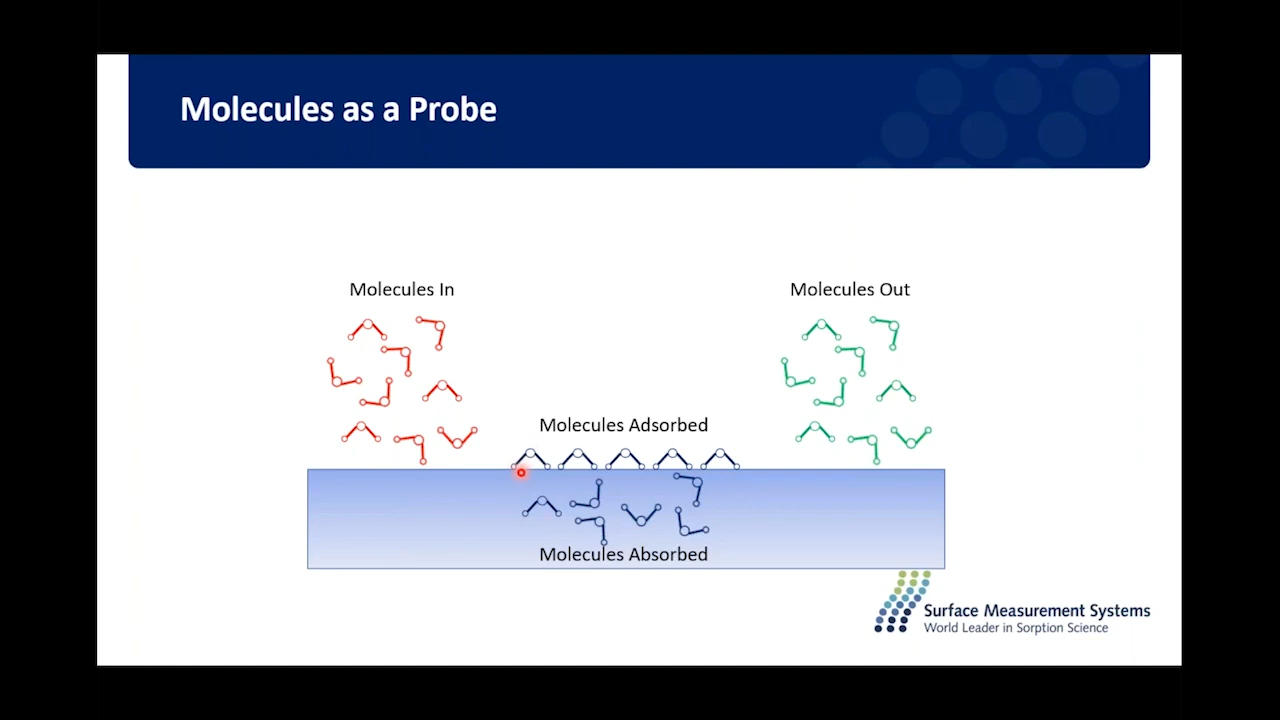 Molecules as a Probe
Molecules In
Molecules Out
Molecules Adsorbed
Molecules Absorbed
Surface Measurement Systems
World Leader in Sorption Science